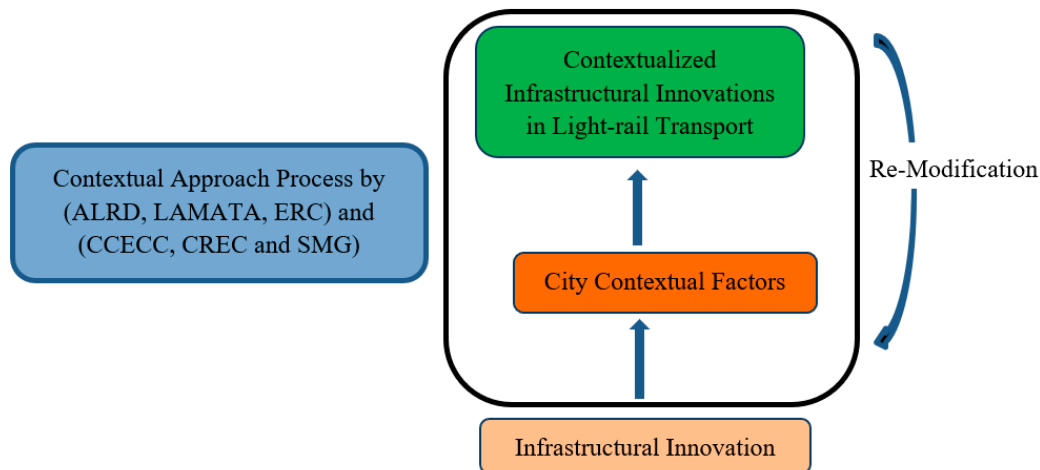 Contextualized
Infrastructural Innovations
in Light-rail Transport
Re-Modification
Contextual Approach Process by
(ALRD, LAMATA, ERC) and
(CCECC, CREC and SMG)
City Contextual Factors
Infrastructural Innovation